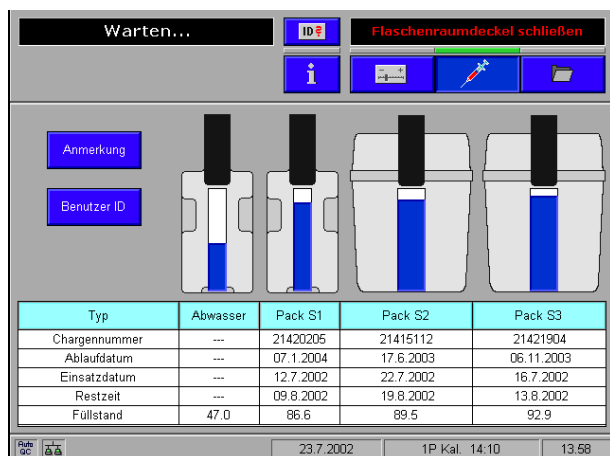 Warten...
ID
Flaschenraumdeckel schließen
i
- +
Anmerkung
Benutzer ID
Typ Abwasser Pack S1 Pack S2 Pack S3
Chargennummer --- 21420205 21415112 21421904
Ablaufdatum --- 07.1.2004 17.6.2003 06.11.2003
Einsatzdatum --- 12.7.2002 22.7.2002 16.7.2002
Restzeit --- 09.8.2002 19.8.2002 13.8.2002
Füllstand 47.0 86.6 89.5 92.9
Auto QC 23.7.2002 1P Kal. 14:10 13.58